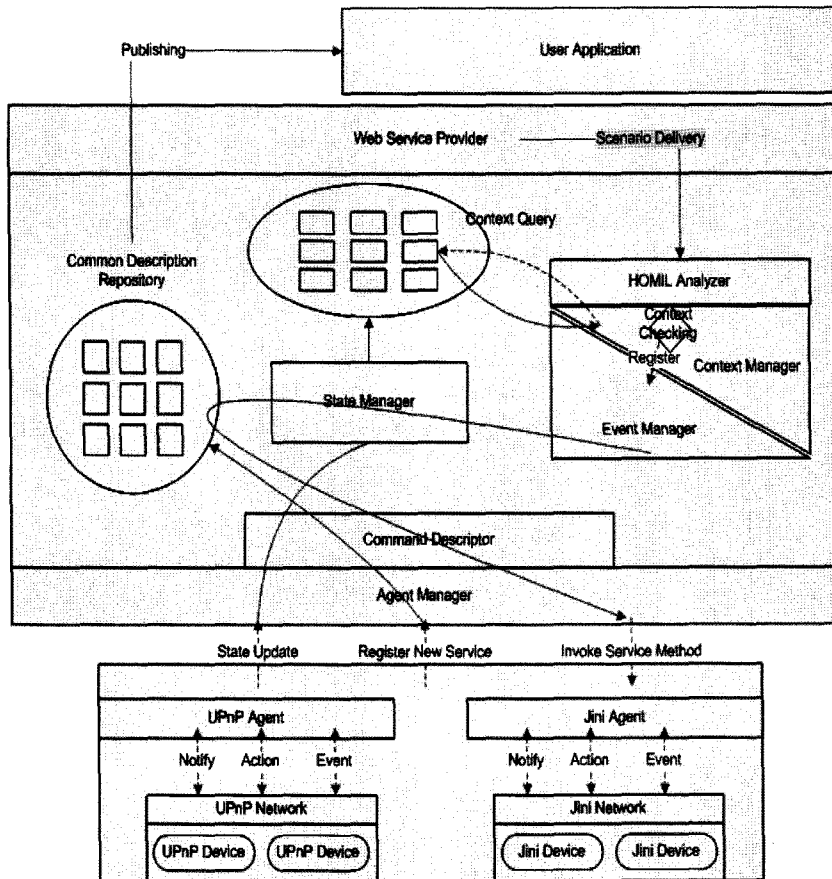 Publishing
User Application
Web Service Provider
Scenario Delivery
Context Query
Common Description
Repository
HOMIL Analyzer
Context
Checking
Register
Context Manager
State Manager
Event Manager
Command Descriptor
Agent Manager
State Update
Register New Service
Invoke Service Method
UPnP Agent
Jini Agent
Notify
Action
Event
Notify
Action
Event
UPnP Network
Jini Network
UPnP Device
UPnP Device
Jini Device
Jini Device